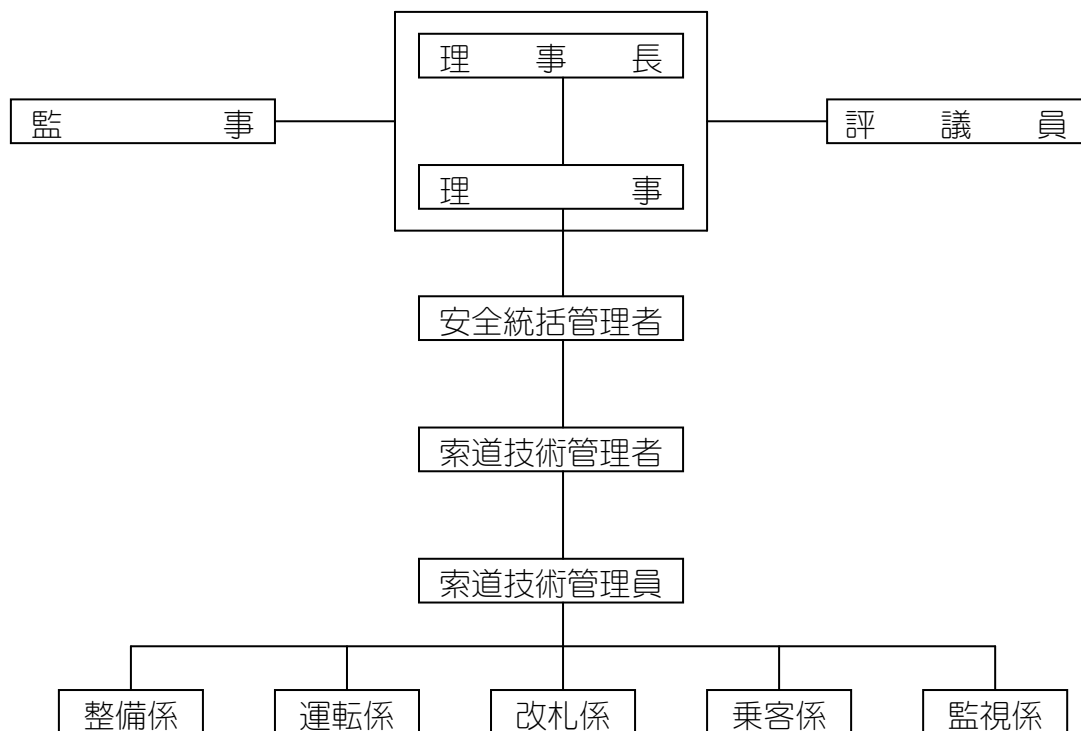 理事長
監事
評議員
理事
安全統括管理者
索道技術管理者
索道技術管理員
整備係
運転係
改札係
乗客係
監視係